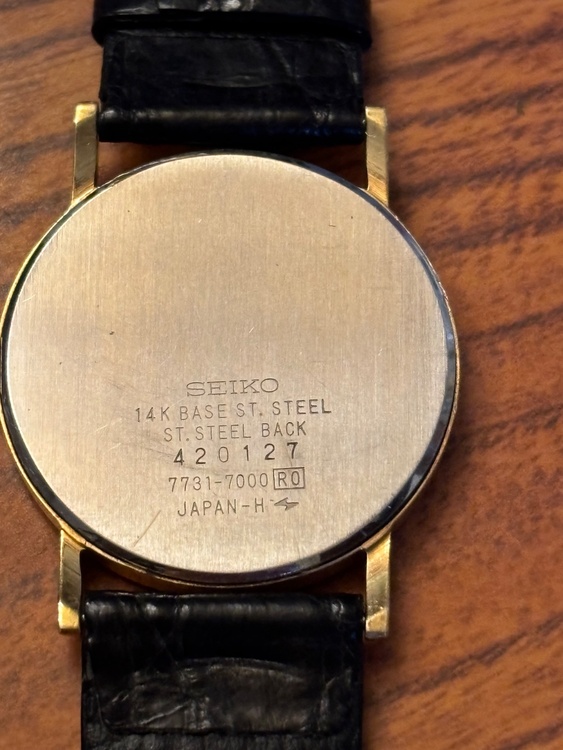 SEIKO
14K BASE ST. STEEL
ST. STEEL BACK
420127
7731-7000 R0
JAPAN-H